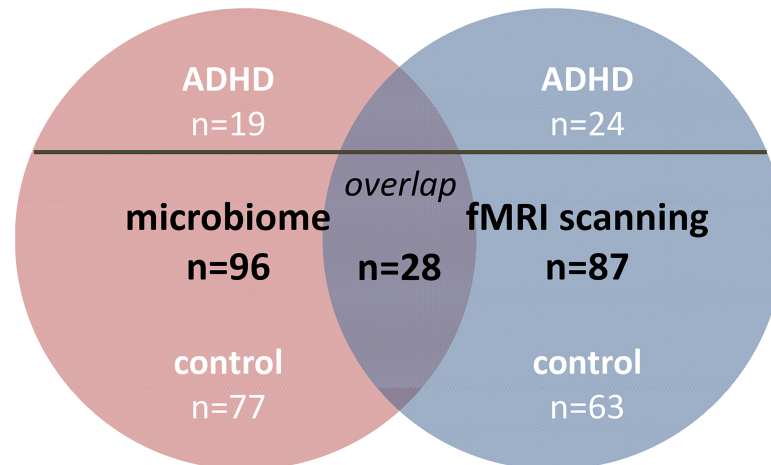 ADHD
n=19
ADHD
n=24
overlap
microbiome
n=96
n=28
fMRI scanning
n=87
control
n=77
control
n=63